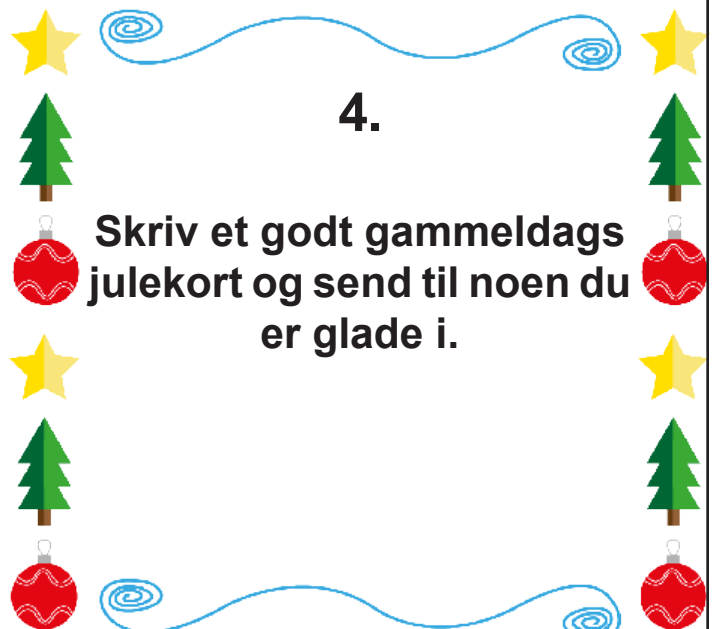 4.
Skriv et godt gammeldags
julekort og send til noen du
er glade i.